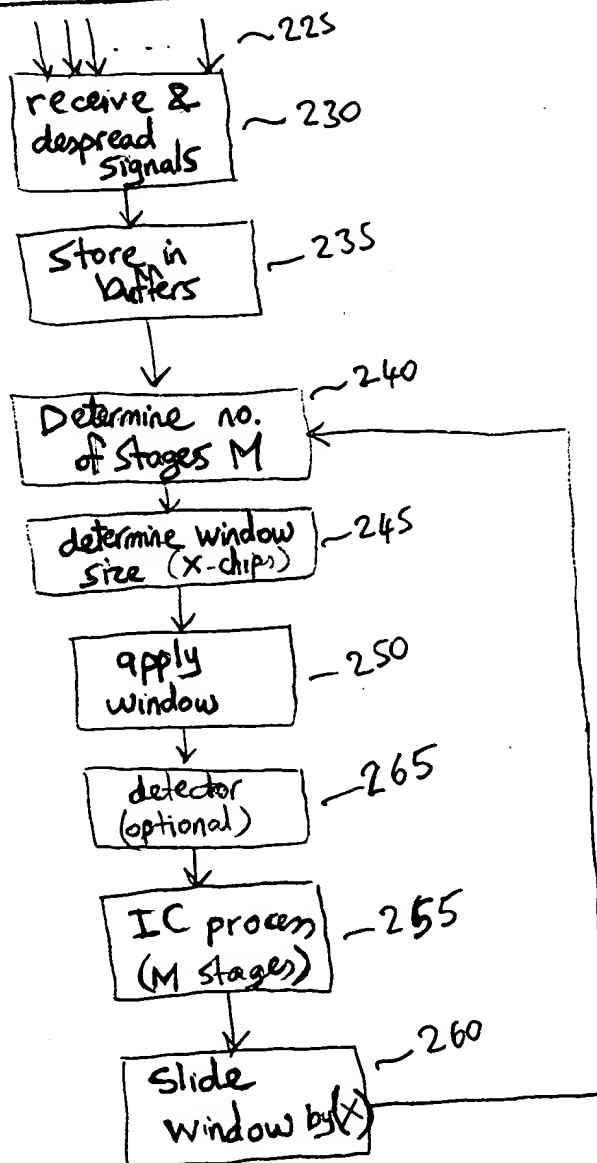 ~225
receive &
despread
signals
~230
Store in
buffers
~235
Determine no.
of stages M
~240
determine window
size (X-chips)
~245
apply
window
~250
detector
(optional)
~265
IC process
(M stages)
~255
Slide
window by (X)
~260